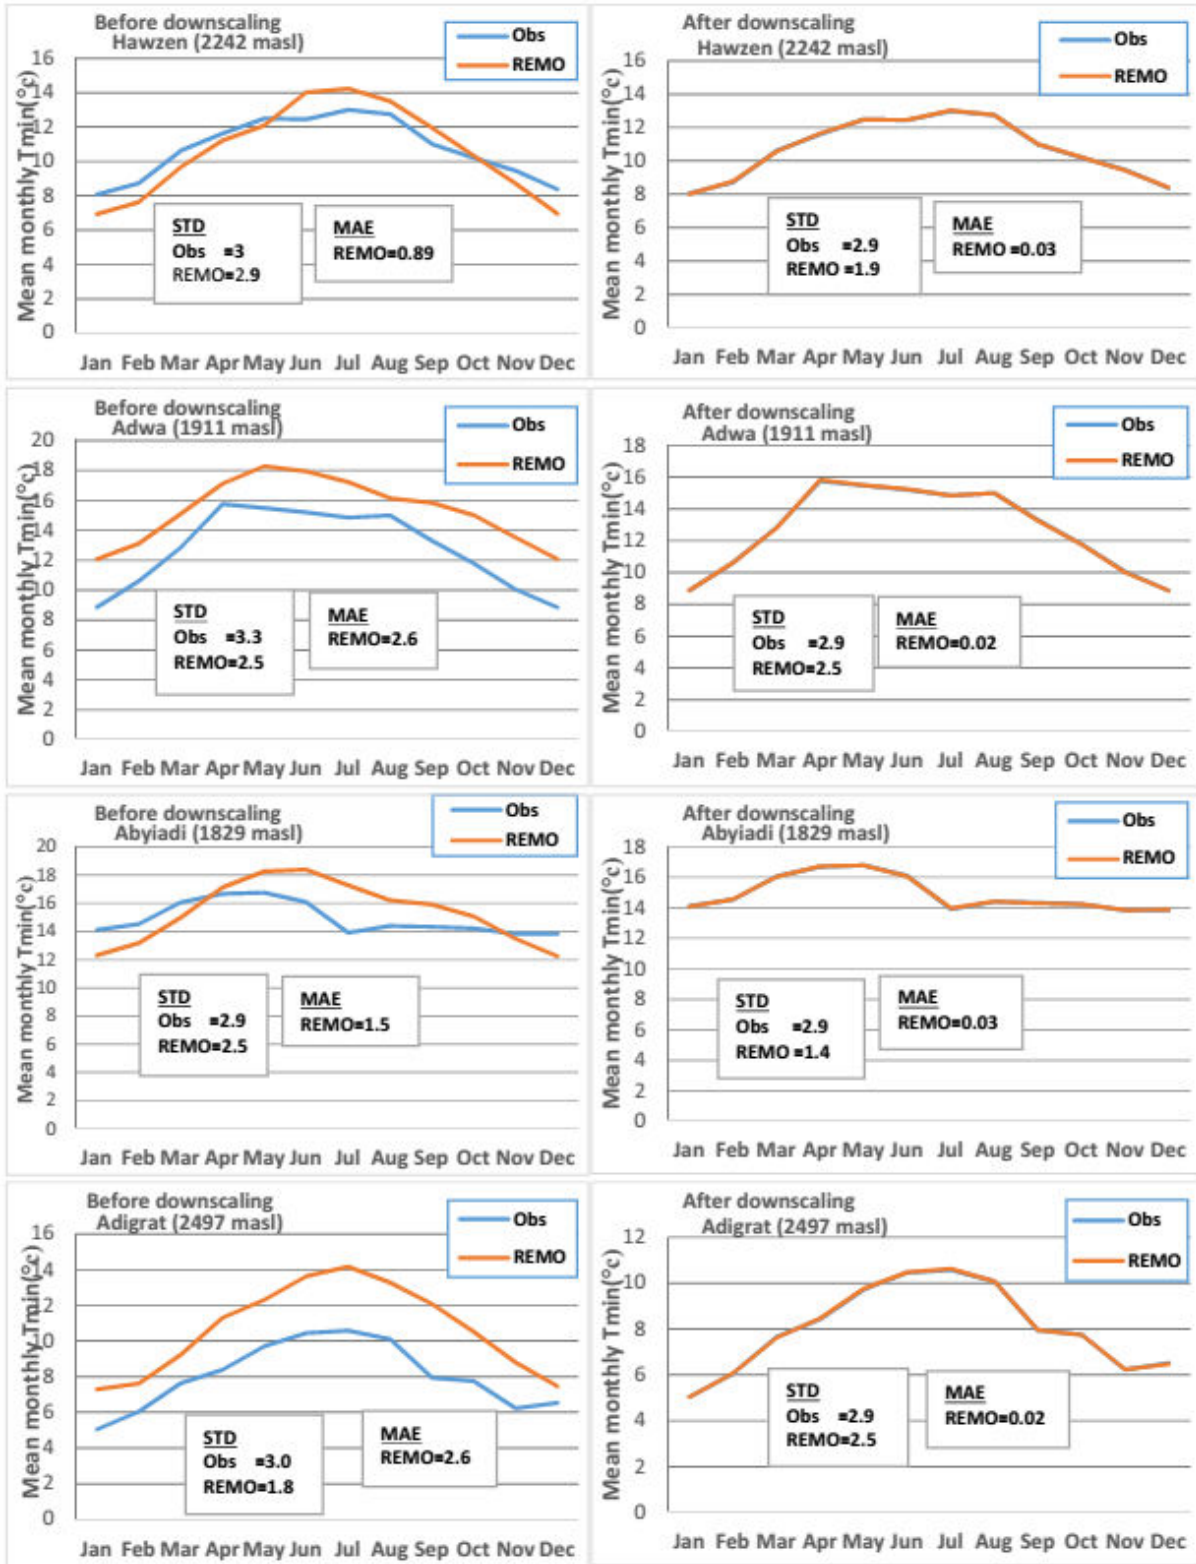 Before downscaling
Hawzen (2242 masl)
Obs
REMO
Mean monthly Tmin(°c)
16
14
12
10
8
6
4
2
0
STD
Obs =3
REMO=2.9
MAE
REMO=0.89
Jan Feb Mar Apr May Jun Jul Aug Sep Oct Nov Dec
After downscaling
Hawzen (2242 masl)
Obs
REMO
Mean monthly Tmin(°c)
16
14
12
10
8
6
4
2
0
STD
Obs =2.9
REMO =1.9
MAE
REMO =0.03
Jan Feb Mar Apr May Jun Jul Aug Sep Oct Nov Dec
Before downscaling
Adwa (1911 masl)
Obs
REMO
Mean monthly Tmin(°c)
20
18
16
14
12
10
8
6
4
2
0
STD
Obs =3.3
REMO=2.5
MAE
REMO=2.6
Jan Feb Mar Apr May Jun Jul Aug Sep Oct Nov Dec
After downscaling
Adwa (1911 masl)
Obs
REMO
Mean monthly Tmin(°c)
18
16
14
12
10
8
6
4
2
0
STD
Obs =2.9
REMO=2.5
MAE
REMO=0.02
Jan Feb Mar Apr May Jun Jul Aug Sep Oct Nov Dec
Before downscaling
Abyiadi (1829 masl)
Obs
REMO
Mean monthly Tmin(°c)
20
18
16
14
12
10
8
6
4
2
0
STD
Obs =2.9
REMO=2.5
MAE
REMO=1.5
Jan Feb Mar Apr May Jun Jul Aug Sep Oct Nov Dec
After downscaling
Abyiadi (1829 masl)
Obs
REMO
Mean monthly Tmin(°c)
18
16
14
12
10
8
6
4
2
0
STD
Obs =2.9
REMO =1.4
MAE
REMO=0.03
Jan Feb Mar Apr May Jun Jul Aug Sep Oct Nov Dec
Before downscaling
Adigrat (2497 masl)
Obs
REMO
Mean monthly Tmin(°c)
16
14
12
10
8
6
4
2
0
STD
Obs =3.0
REMO=1.8
MAE
REMO=2.6
Jan Feb Mar Apr May Jun Jul Aug Sep Oct Nov Dec
After downscaling
Adigrat (2497 masl)
Obs
REMO
Mean monthly Tmin(°c)
12
10
8
6
4
2
0
STD
Obs =2.9
REMO=2.5
MAE
REMO=0.02
Jan Feb Mar Apr May Jun Jul Aug Sep Oct Nov Dec